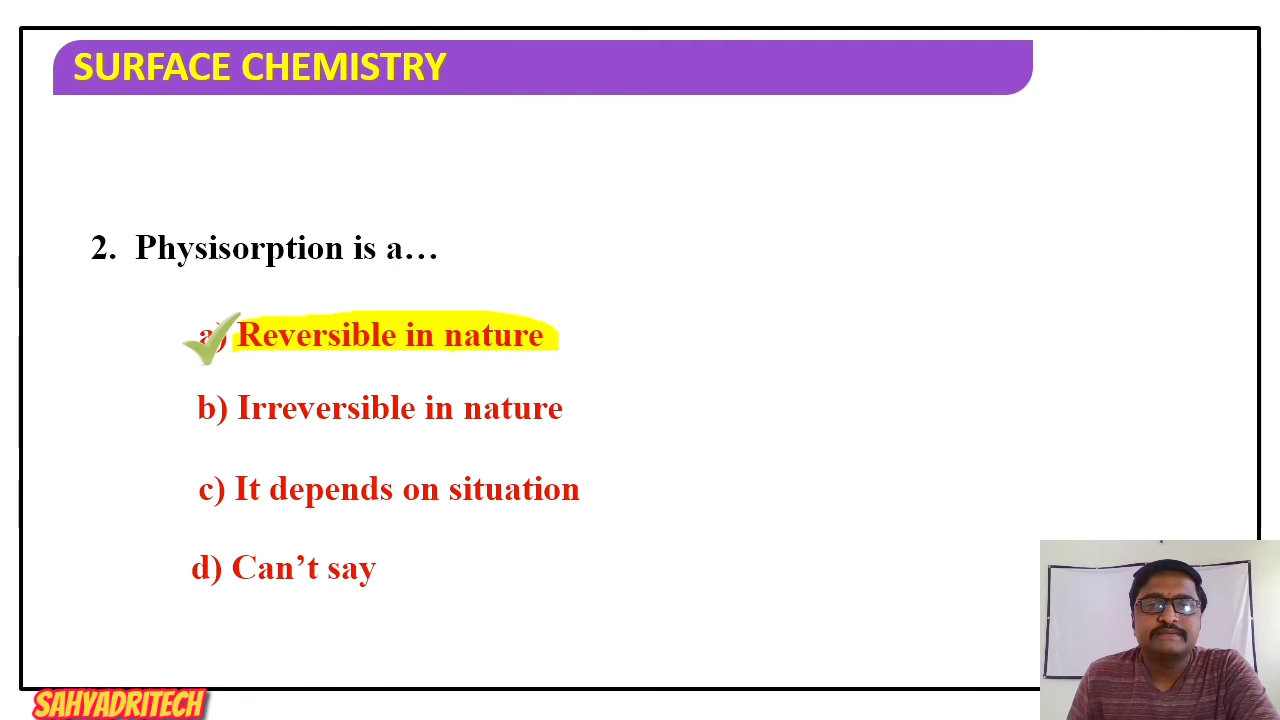 SURFACE CHEMISTRY
2. Physisorption is a…
a) Reversible in nature
b) Irreversible in nature
c) It depends on situation
d) Can’t say
SAHYADRITECH